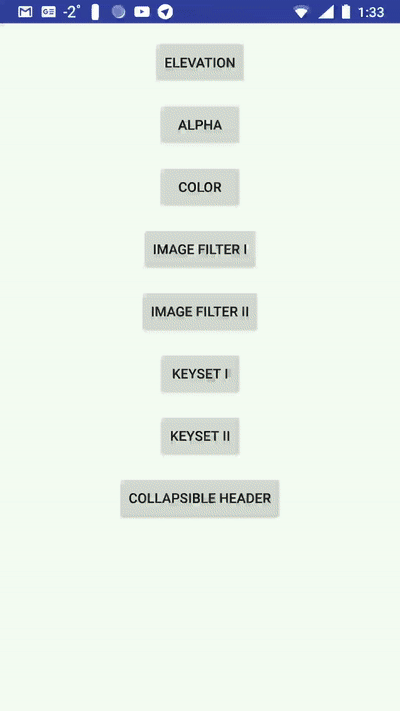 -2° 1:33
ELEVATION
ALPHA
COLOR
IMAGE FILTER I
IMAGE FILTER II
KEYSET I
KEYSET II
COLLAPSIBLE HEADER